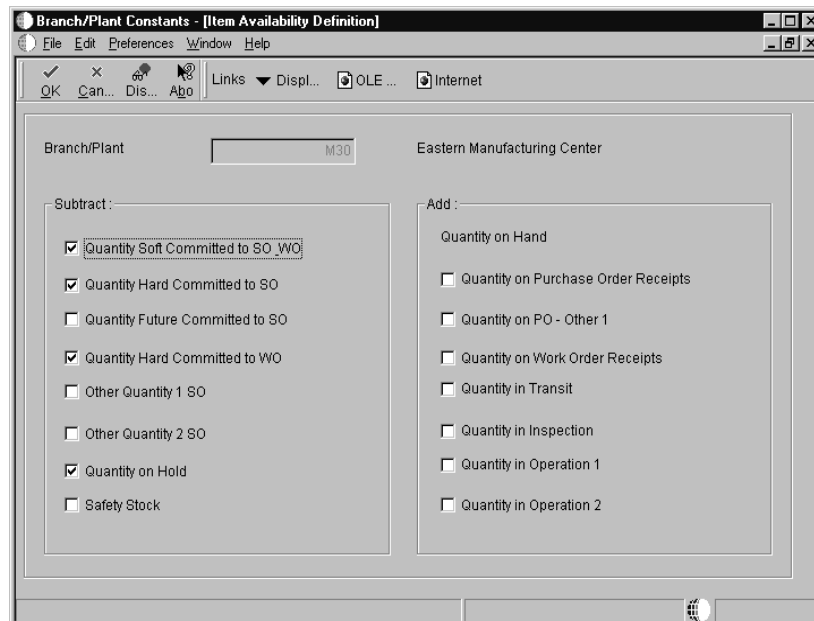 Branch/Plant Constants - [Item Availability Definition]
File Edit Preferences Window Help
OK Can... Dis... Abo Links Displ... OLE ... Internet
Branch/Plant M30 Eastern Manufacturing Center
Subtract :
Quantity Soft Committed to SO_WO
Quantity Hard Committed to SO
Quantity Future Committed to SO
Quantity Hard Committed to WO
Other Quantity 1 SO
Other Quantity 2 SO
Quantity on Hold
Safety Stock
Add :
Quantity on Hand
Quantity on Purchase Order Receipts
Quantity on PO - Other 1
Quantity on Work Order Receipts
Quantity in Transit
Quantity in Inspection
Quantity in Operation 1
Quantity in Operation 2